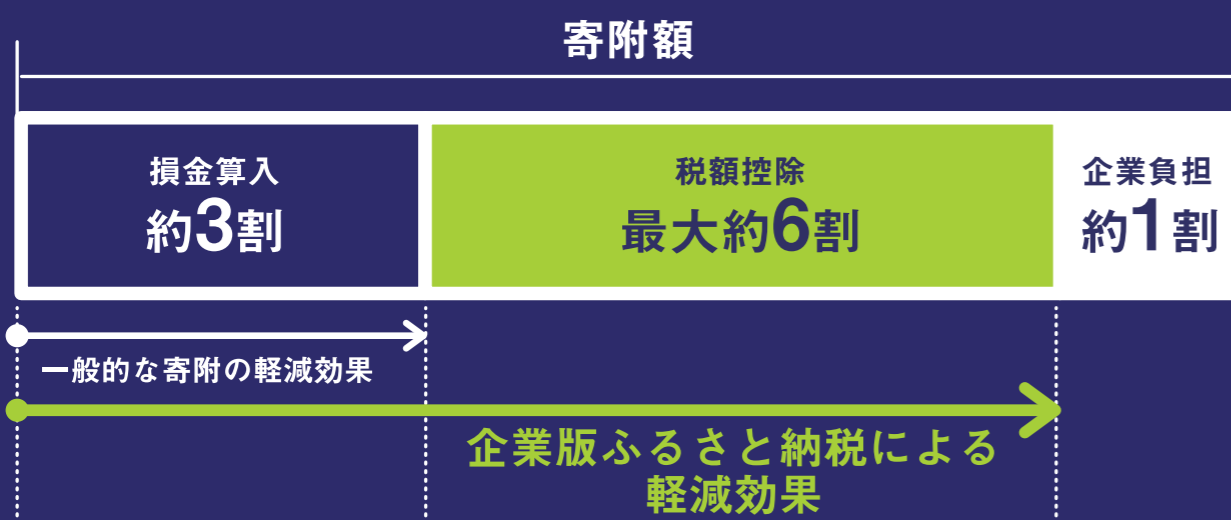 寄附額
損金算入
約3割
税額控除
最大約6割
企業負担
約1割
一般的な寄附の軽減効果
企業版ふるさと納税による
軽減効果